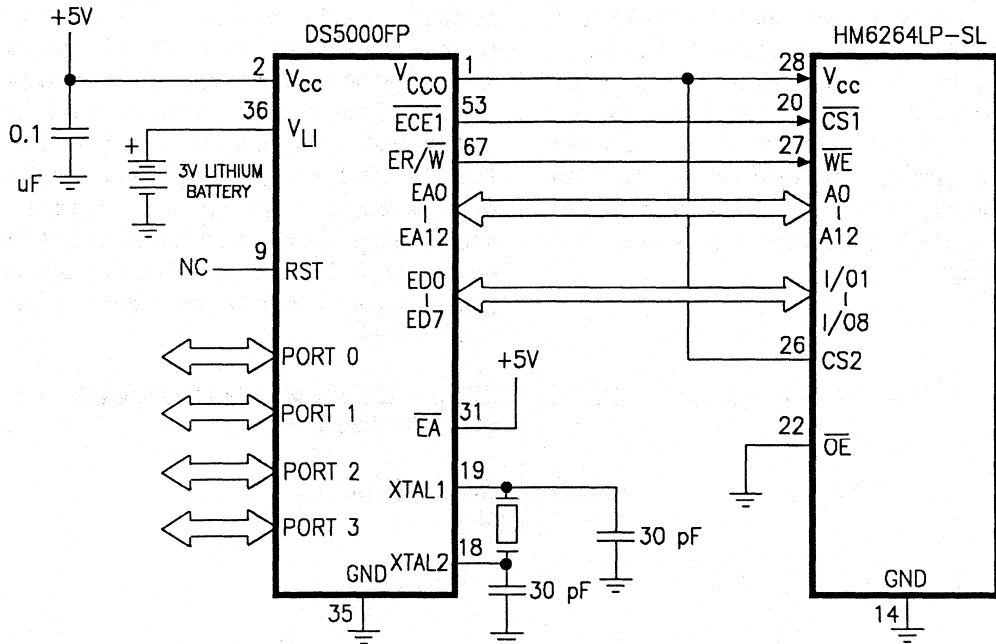 +5V
0.1
uF
+
3V LITHIUM
BATTERY
NC
DS5000FP
2
VCC
36
VLI
9
RST
PORT 0
PORT 1
PORT 2
PORT 3
GND
35
VCCO
1
ECE1
53
ER/W
67
EA0
EA12
ED0
ED7
+5V
EA
31
XTAL1
19
XTAL2
18
30 pF
30 pF
HM6264LP-SL
28
Vcc
20
CS1
27
WE
A0
A12
I/O1
I/O8
26
CS2
22
OE
GND
14